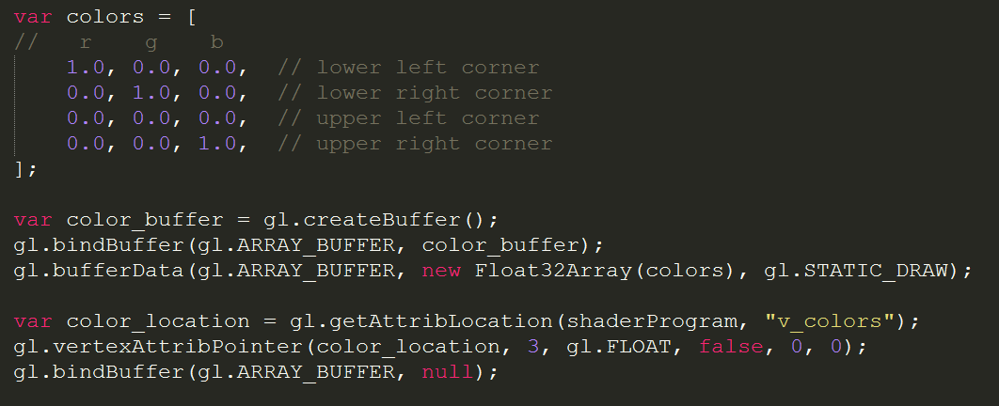 var colors = [
//   r    g    b
    1.0, 0.0, 0.0,  // lower left corner
    0.0, 1.0, 0.0,  // lower right corner
    0.0, 0.0, 0.0,  // upper left corner
    0.0, 0.0, 1.0,  // upper right corner
];
var color_buffer = gl.createBuffer();
gl.bindBuffer(gl.ARRAY_BUFFER, color_buffer);
gl.bufferData(gl.ARRAY_BUFFER, new Float32Array(colors), gl.STATIC_DRAW);
var color_location = gl.getAttribLocation(shaderProgram, "v_colors");
gl.vertexAttribPointer(color_location, 3, gl.FLOAT, false, 0, 0);
gl.bindBuffer(gl.ARRAY_BUFFER, null);